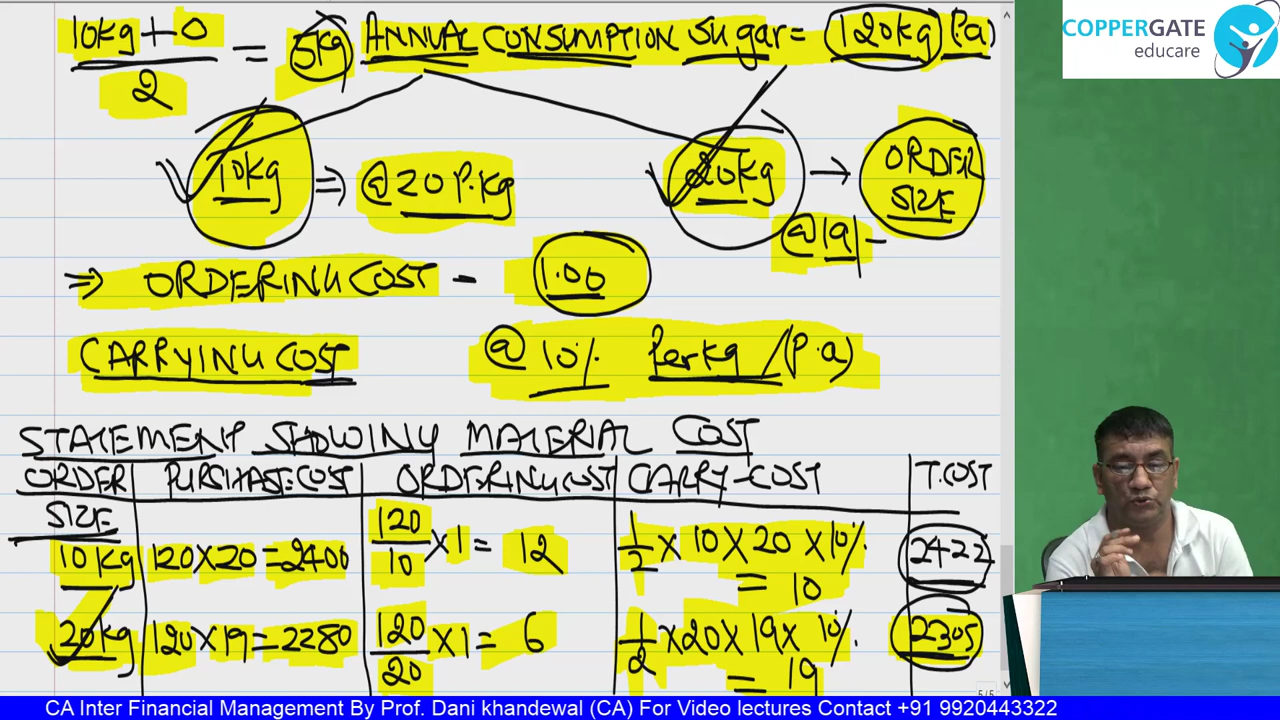 COPPERGATE
educare
10kg + 0 / 2 = 5kg ANNUAL CONSUMPTION Sugar = 120kg (Pa)
10kg ⇒ @ 20 P.Kg 20kg → ORDER SIZE
@ 19/-
⇒ ORDERING COST - 1.00
CARRYING COST @ 10% Per kg / (P.a)
STATEMENT SHOWING MATERIAL COST
ORDER SIZE PURCHASE COST ORDERING COST CARRY-COST T.COST
10kg 120 X 20 = 2400 120/10 X 1 = 12 1/2 X 10 X 20 X 10% = 10 2422
20kg 120 X 19 = 2280 120/20 X 1 = 6 1/2 X 20 X 19 X 10% = 19 2305
5/5
CA Inter Financial Management By Prof. Dani khandewal (CA) For Video lectures Contact +91 9920443322